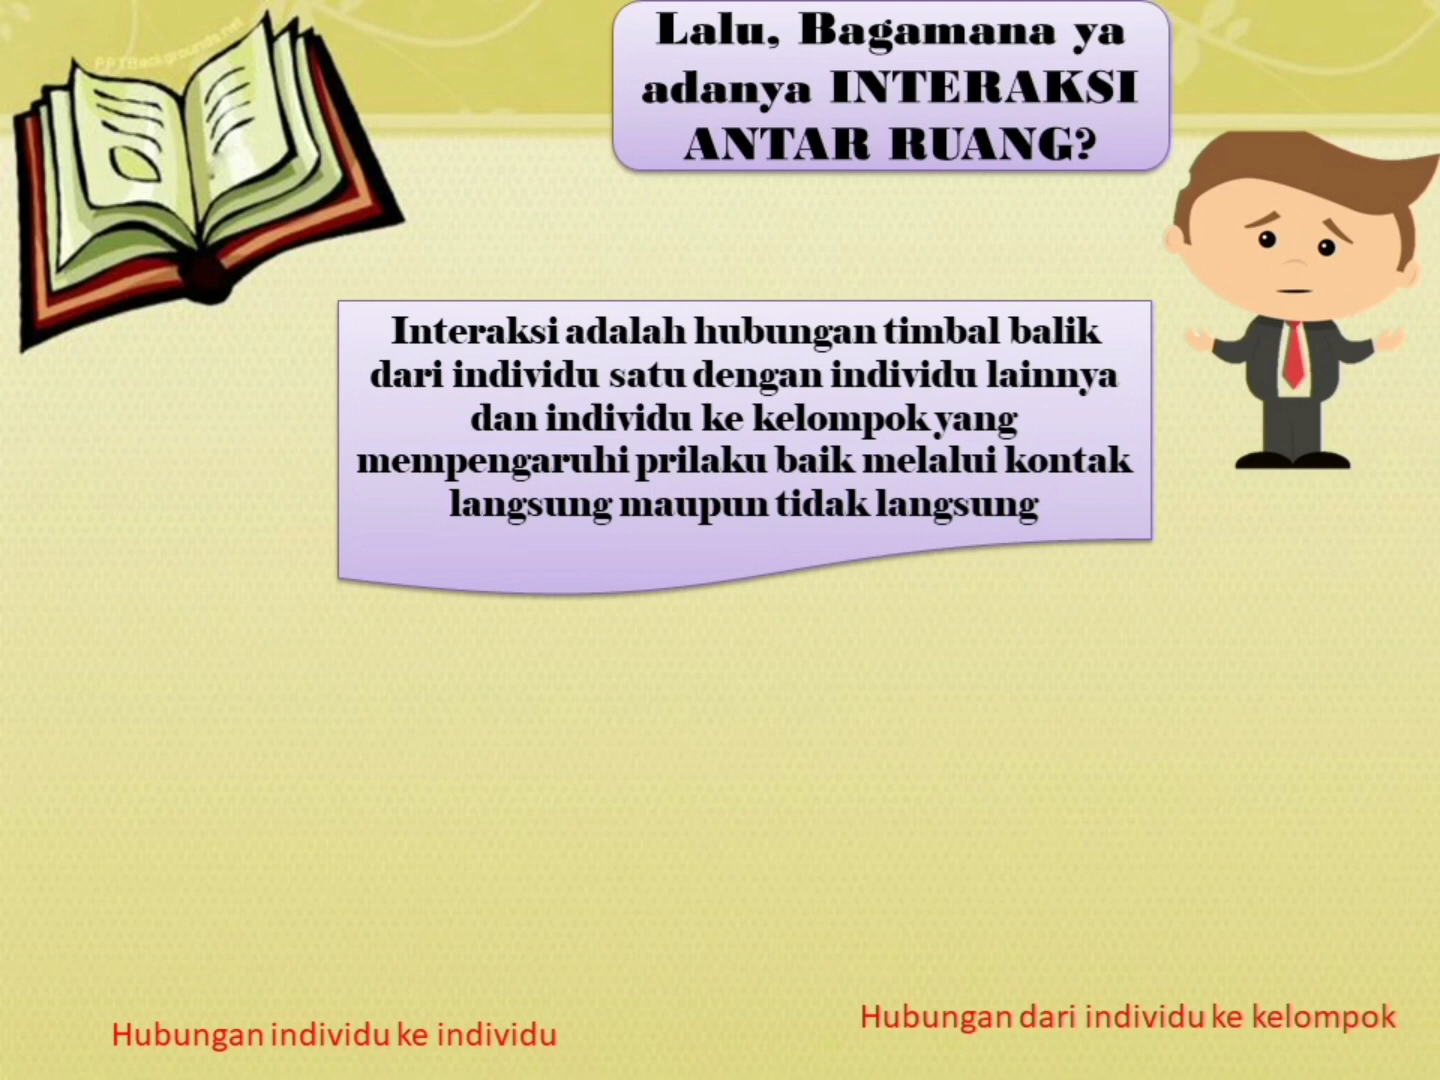 PPTBackgrounds.net
Lalu, Bagamana ya
adanya INTERAKSI
ANTAR RUANG?
Interaksi adalah hubungan timbal balik
dari individu satu dengan individu lainnya
dan individu ke kelompok yang
mempengaruhi prilaku baik melalui kontak
langsung maupun tidak langsung
Hubungan individu ke individu
Hubungan dari individu ke kelompok